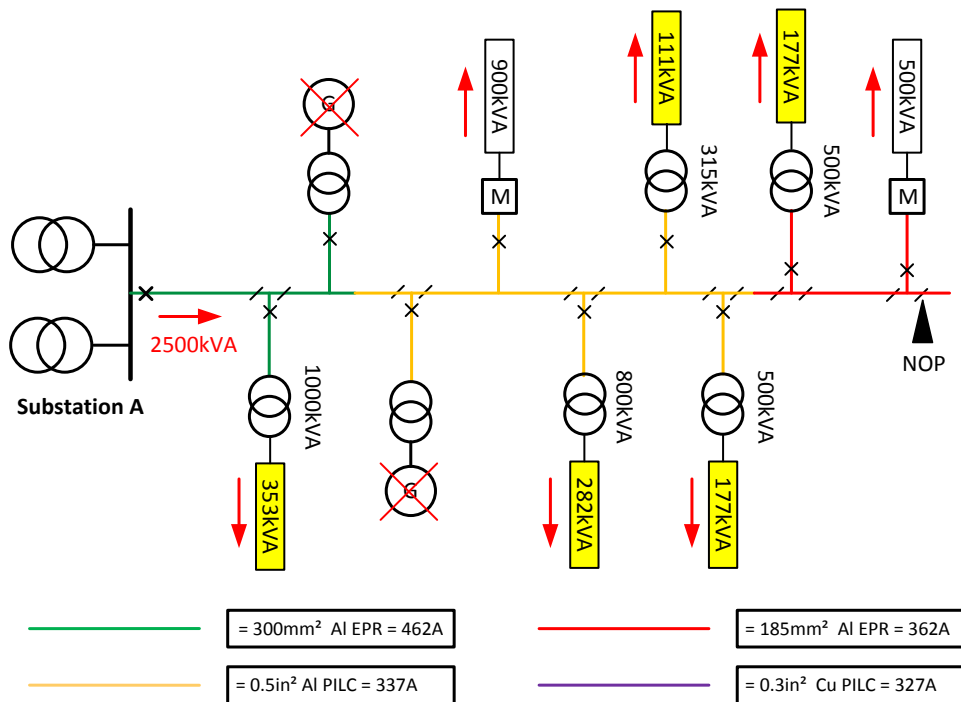 G
900kVA
M
111kVA
315kVA
177kVA
500kVA
500kVA
M
2500kVA
Substation A
NOP
1000kVA
353kVA
G
800kVA
282kVA
500kVA
177kVA
= 300mm² Al EPR = 462A
= 185mm² Al EPR = 362A
= 0.5in² Al PILC = 337A
= 0.3in² Cu PILC = 327A